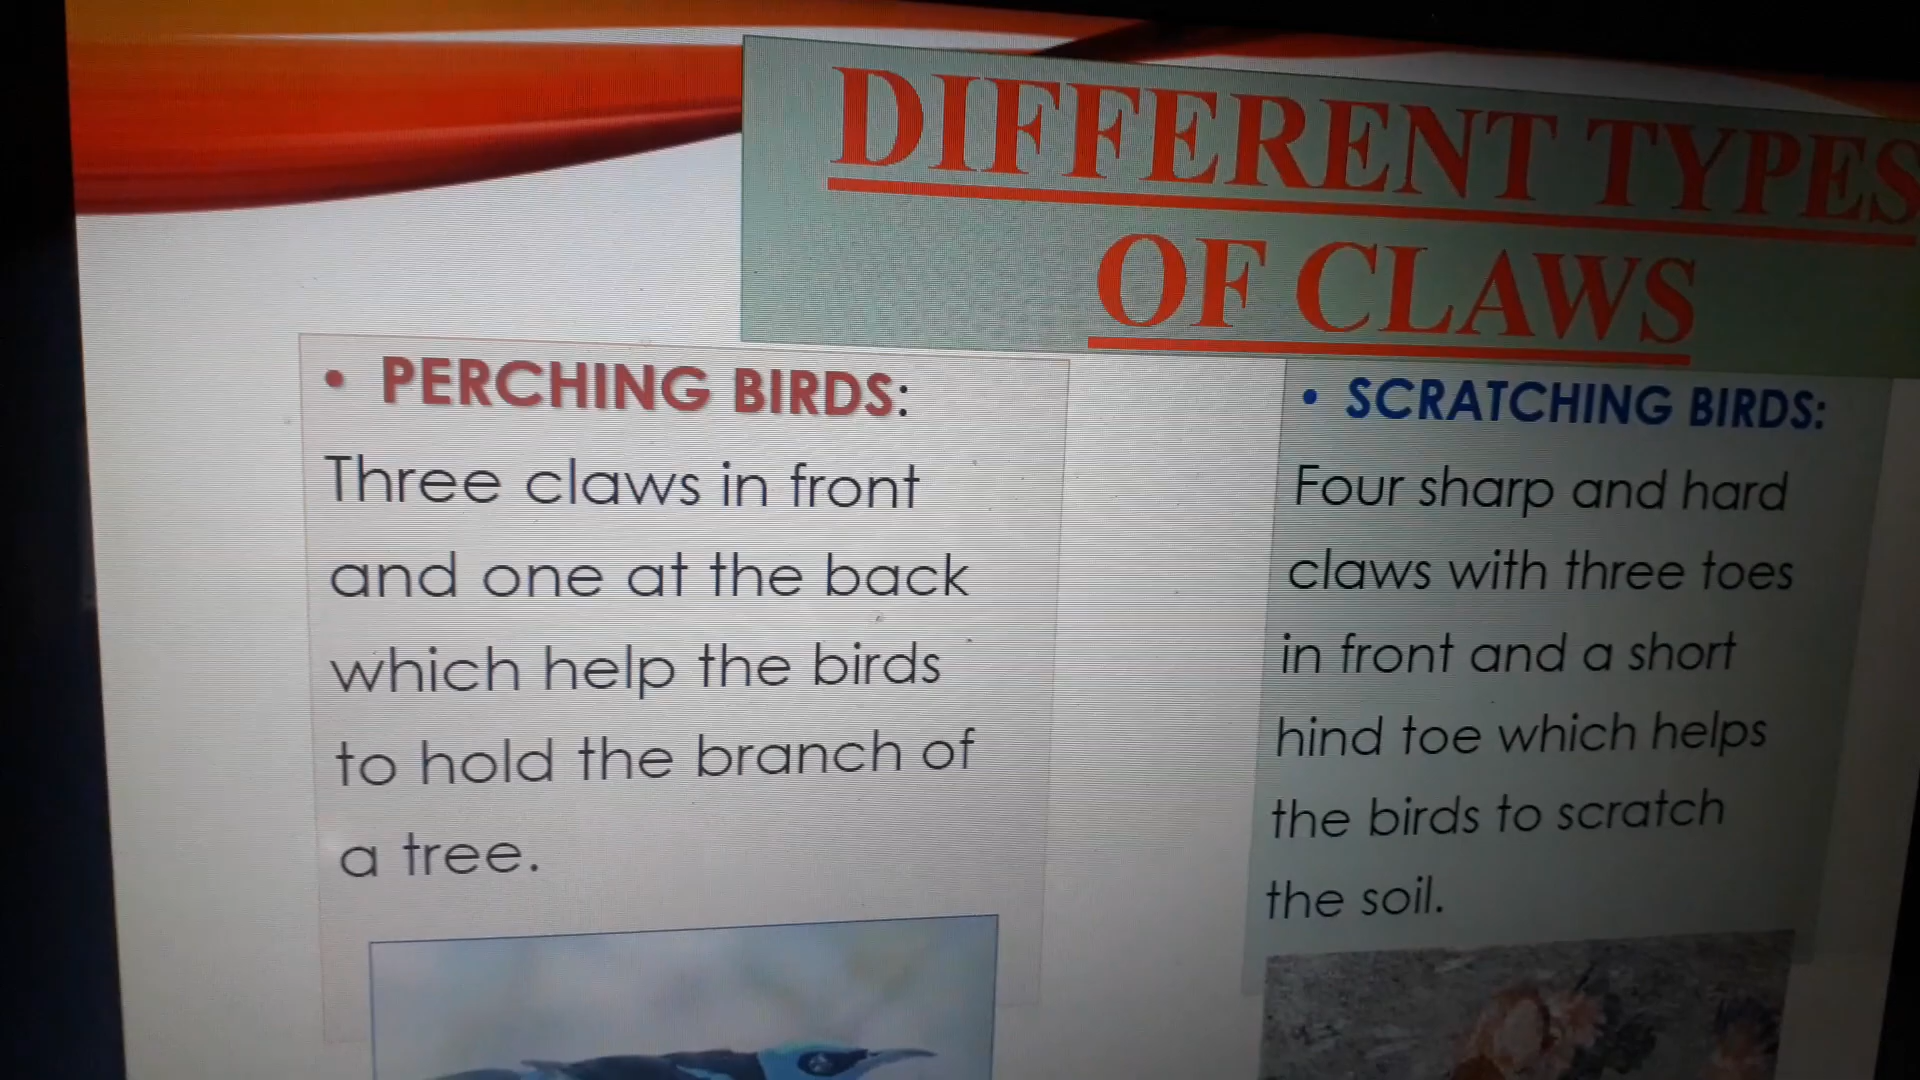 DIFFERENT TYPES
OF CLAWS
• PERCHING BIRDS:
Three claws in front
and one at the back
which help the birds
to hold the branch of
a tree.
• SCRATCHING BIRDS:
Four sharp and hard
claws with three toes
in front and a short
hind toe which helps
the birds to scratch
the soil.